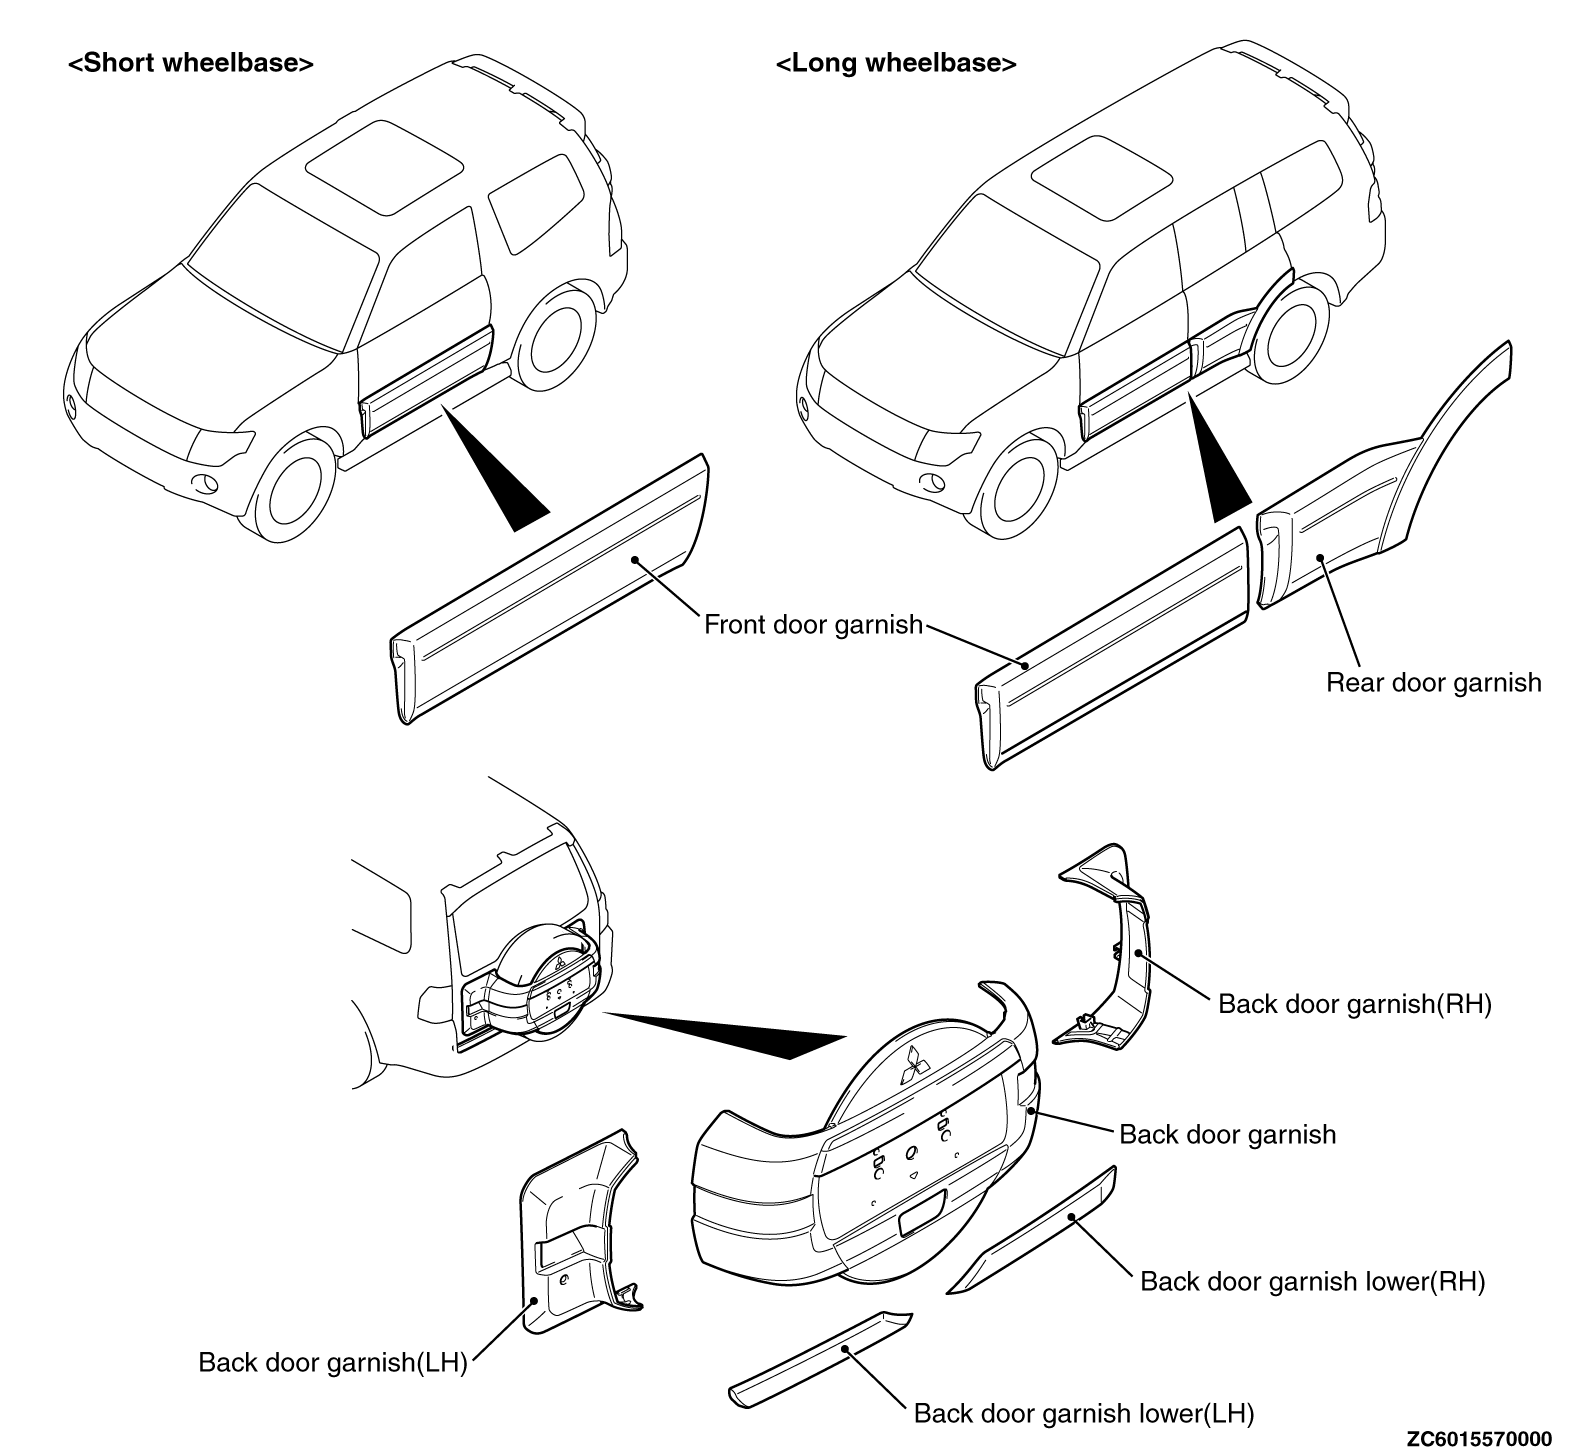 <Short wheelbase>
<Long wheelbase>
Front door garnish
Rear door garnish
Back door garnish(RH)
Back door garnish
Back door garnish lower(RH)
Back door garnish(LH)
Back door garnish lower(LH)
ZC6015570000